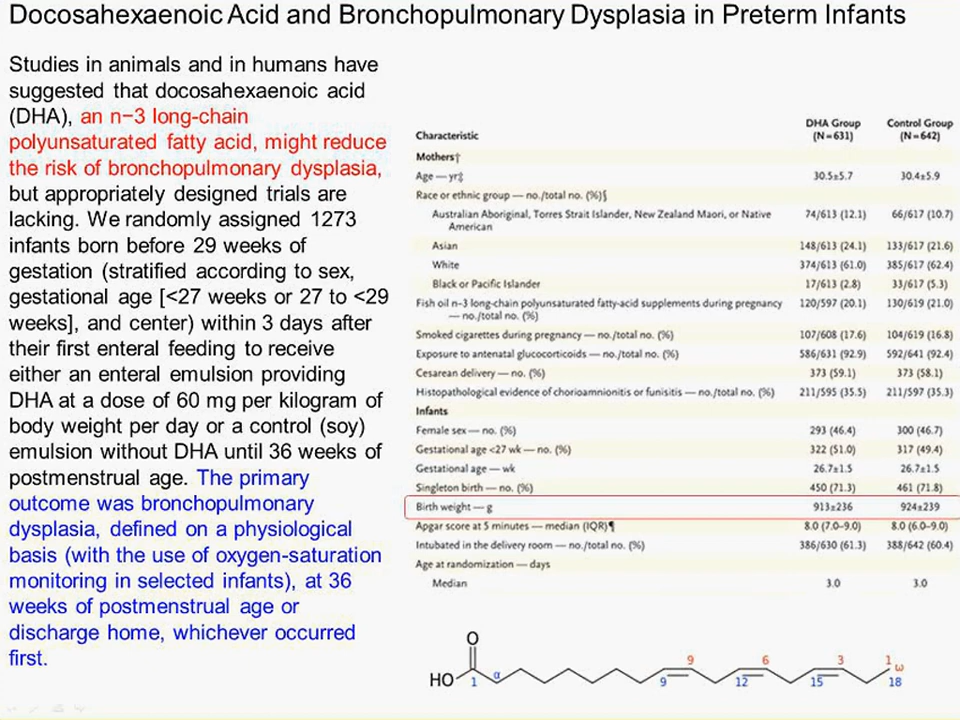 Docosahexaenoic Acid and Bronchopulmonary Dysplasia in Preterm Infants
Studies in animals and in humans have
suggested that docosahexaenoic acid
(DHA), an n−3 long-chain
polyunsaturated fatty acid, might reduce
the risk of bronchopulmonary dysplasia,
but appropriately designed trials are
lacking. We randomly assigned 1273
infants born before 29 weeks of
gestation (stratified according to sex,
gestational age [<27 weeks or 27 to <29
weeks], and center) within 3 days after
their first enteral feeding to receive
either an enteral emulsion providing
DHA at a dose of 60 mg per kilogram of
body weight per day or a control (soy)
emulsion without DHA until 36 weeks of
postmenstrual age. The primary
outcome was bronchopulmonary
dysplasia, defined on a physiological
basis (with the use of oxygen-saturation
monitoring in selected infants), at 36
weeks of postmenstrual age or
discharge home, whichever occurred
first.
Characteristic DHA Group (N=631) Control Group (N=642)
Mothers†
Age — yr‡ 30.5±5.7 30.4±5.9
Race or ethnic group — no./total no. (%)§
Australian Aboriginal, Torres Strait Islander, New Zealand Maori, or Native 74/613 (12.1) 66/617 (10.7)
American
Asian 148/613 (24.1) 133/617 (21.6)
White 374/613 (61.0) 385/617 (62.4)
Black or Pacific Islander 17/613 (2.8) 33/617 (5.3)
Fish oil n-3 long-chain polyunsaturated fatty-acid supplements during pregnancy 120/597 (20.1) 130/619 (21.0)
— no./total no. (%)
Smoked cigarettes during pregnancy — no./total no. (%) 107/608 (17.6) 104/619 (16.8)
Exposure to antenatal glucocorticoids — no./total no. (%) 586/631 (92.9) 592/641 (92.4)
Cesarean delivery — no. (%) 373 (59.1) 373 (58.1)
Histopathological evidence of chorioamnionitis or funisitis — no./total no. (%) 211/595 (35.5) 211/597 (35.3)
Infants
Female sex — no. (%) 293 (46.4) 300 (46.7)
Gestational age <27 wk — no. (%) 322 (51.0) 317 (49.4)
Gestational age — wk 26.7±1.5 26.7±1.5
Singleton birth — no. (%) 450 (71.3) 461 (71.8)
Birth weight — g 913±236 924±239
Apgar score at 5 minutes — median (IQR)¶ 8.0 (7.0–9.0) 8.0 (6.0–9.0)
Intubated in the delivery room — no./total no. (%) 386/630 (61.3) 388/642 (60.4)
Age at randomization — days
Median 3.0 3.0
O
9 6 3 1 ω
HO 1 α 9 12 15 18